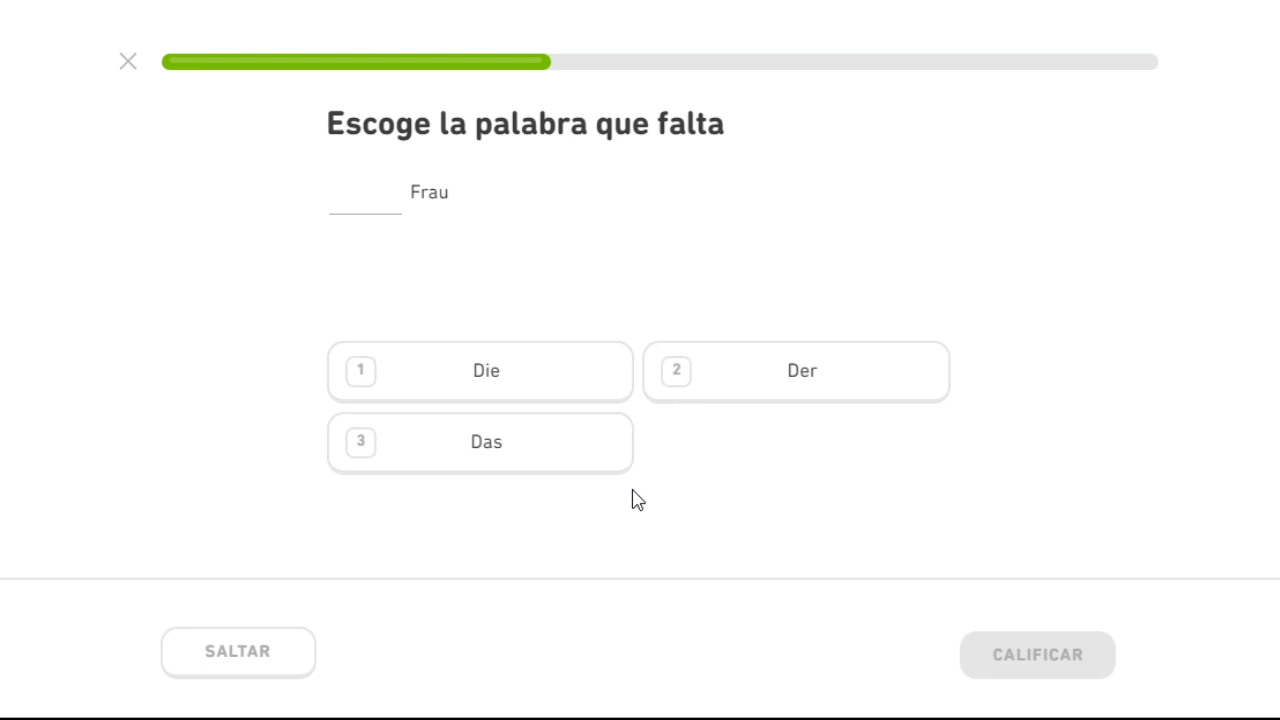 Escoge la palabra que falta
Frau
1 Die
2 Der
3 Das
SALTAR
CALIFICAR